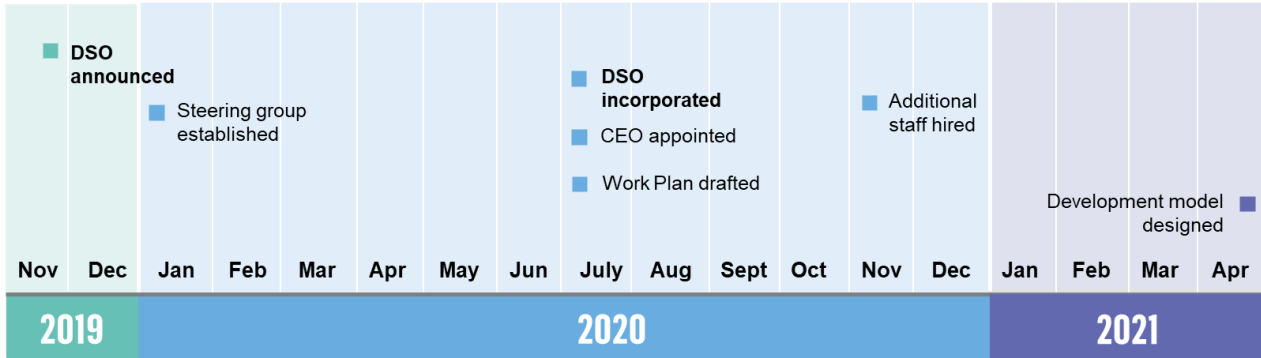 DSO
announced
Steering group
established
DSO
incorporated
CEO appointed
Work Plan drafted
Additional
staff hired
Development model
designed
Nov Dec Jan Feb Mar Apr May Jun July Aug Sept Oct Nov Dec Jan Feb Mar Apr
2019 2020 2021